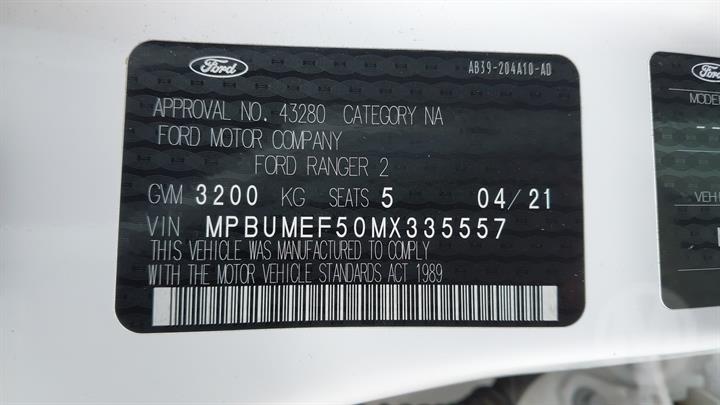 Ford
AB39-204A10-AD
APPROVAL NO. 43280 CATEGORY NA
FORD MOTOR COMPANY
FORD RANGER 2
GVM 3200 KG SEATS 5 04/21
VIN MPBUMEF50MX335557
THIS VEHICLE WAS MANUFACTURED TO COMPLY
WITH THE MOTOR VEHICLE STANDARDS ACT 1989
Ford
MODE
VEHI